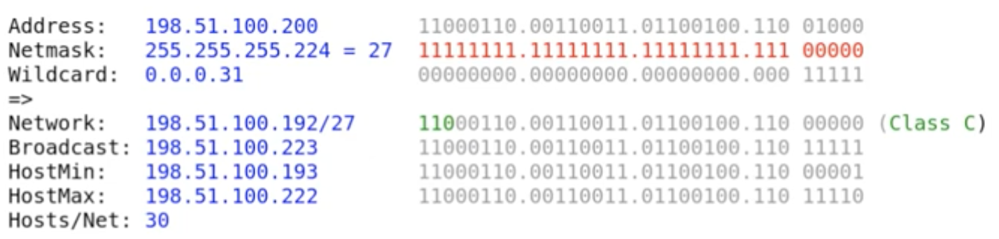 Address: 198.51.100.200 11000110.00110011.01100100.110 01000
Netmask: 255.255.255.224 = 27 11111111.11111111.11111111.111 00000
Wildcard: 0.0.0.31 00000000.00000000.00000000.000 11111
=>
Network: 198.51.100.192/27 11000110.00110011.01100100.110 00000 (Class C)
Broadcast: 198.51.100.223 11000110.00110011.01100100.110 11111
HostMin: 198.51.100.193 11000110.00110011.01100100.110 00001
HostMax: 198.51.100.222 11000110.00110011.01100100.110 11110
Hosts/Net: 30